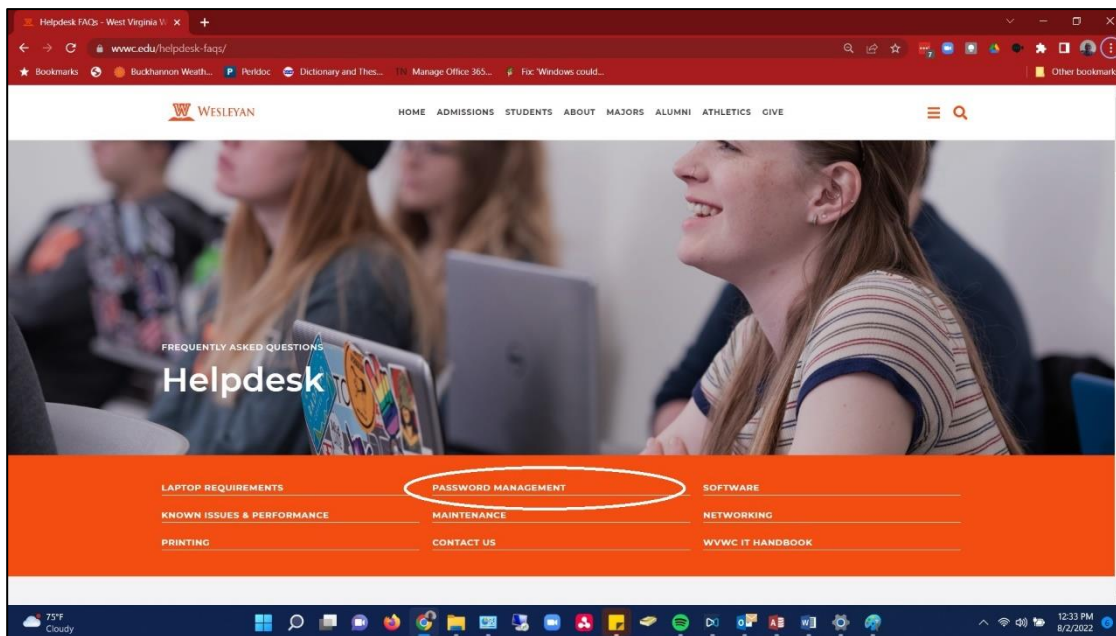 Helpdesk FAQs - West Virginia W
wvwc.edu/helpdesk-faqs/
7
Bookmarks
Buckhannon Weath...
P Perldoc
Dictionary and Thes...
TN Manage Office 365...
Fix: 'Windows could...
Other bookmark
W WESLEYAN
HOME ADMISSIONS STUDENTS ABOUT MAJORS ALUMNI ATHLETICS GIVE
FREQUENTLY ASKED QUESTIONS
Helpdesk
LAPTOP REQUIREMENTS PASSWORD MANAGEMENT SOFTWARE
KNOWN ISSUES & PERFORMANCE MAINTENANCE NETWORKING
PRINTING CONTACT US WVWC IT HANDBOOK
75°F
Cloudy
12:33 PM
8/2/2022